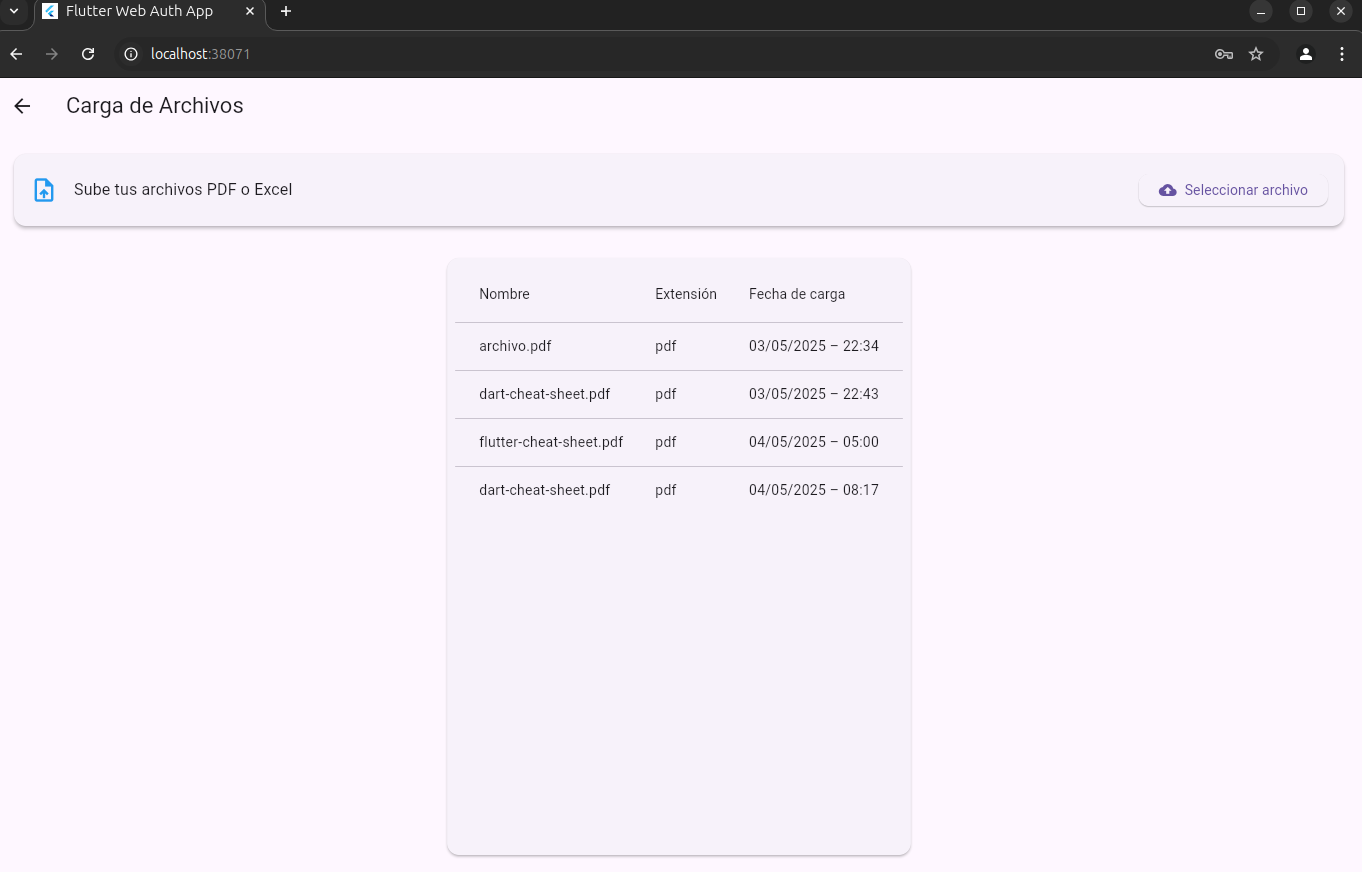 Flutter Web Auth App
localhost:38071
Carga de Archivos
Sube tus archivos PDF o Excel
Seleccionar archivo
Nombre Extensión Fecha de carga
archivo.pdf pdf 03/05/2025 – 22:34
dart-cheat-sheet.pdf pdf 03/05/2025 – 22:43
flutter-cheat-sheet.pdf pdf 04/05/2025 – 05:00
dart-cheat-sheet.pdf pdf 04/05/2025 – 08:17